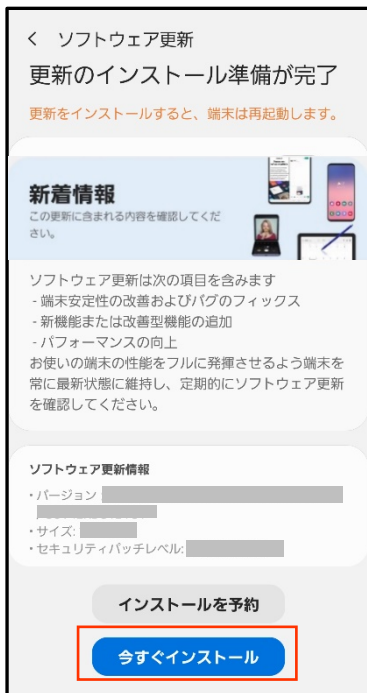 < ソフトウェア更新
更新のインストール準備が完了
更新をインストールすると、端末は再起動します。
新着情報
この更新に含まれる内容を確認してくだ
さい。
ソフトウェア更新は次の項目を含みます
- 端末安定性の改善およびバグのフィックス
- 新機能または改善型機能の追加
- パフォーマンスの向上
お使いの端末の性能をフルに発揮させるよう端末を
常に最新状態に維持し、定期的にソフトウェア更新
を確認してください。
ソフトウェア更新情報
・バージョン
・サイズ:
・セキュリティパッチレベル:
インストールを予約
今すぐインストール